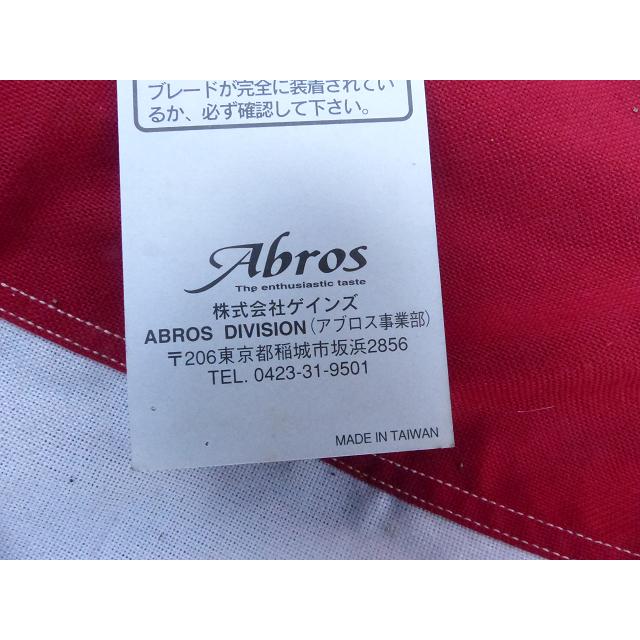 ブレードが完全に装着されてい
るか、必ず確認して下さい。
Abros
The enthusiastic taste
株式会社ゲインズ
ABROS DIVISION(アブロス事業部)
〒206東京都稲城市坂浜2856
TEL. 0423-31-9501
MADE IN TAIWAN